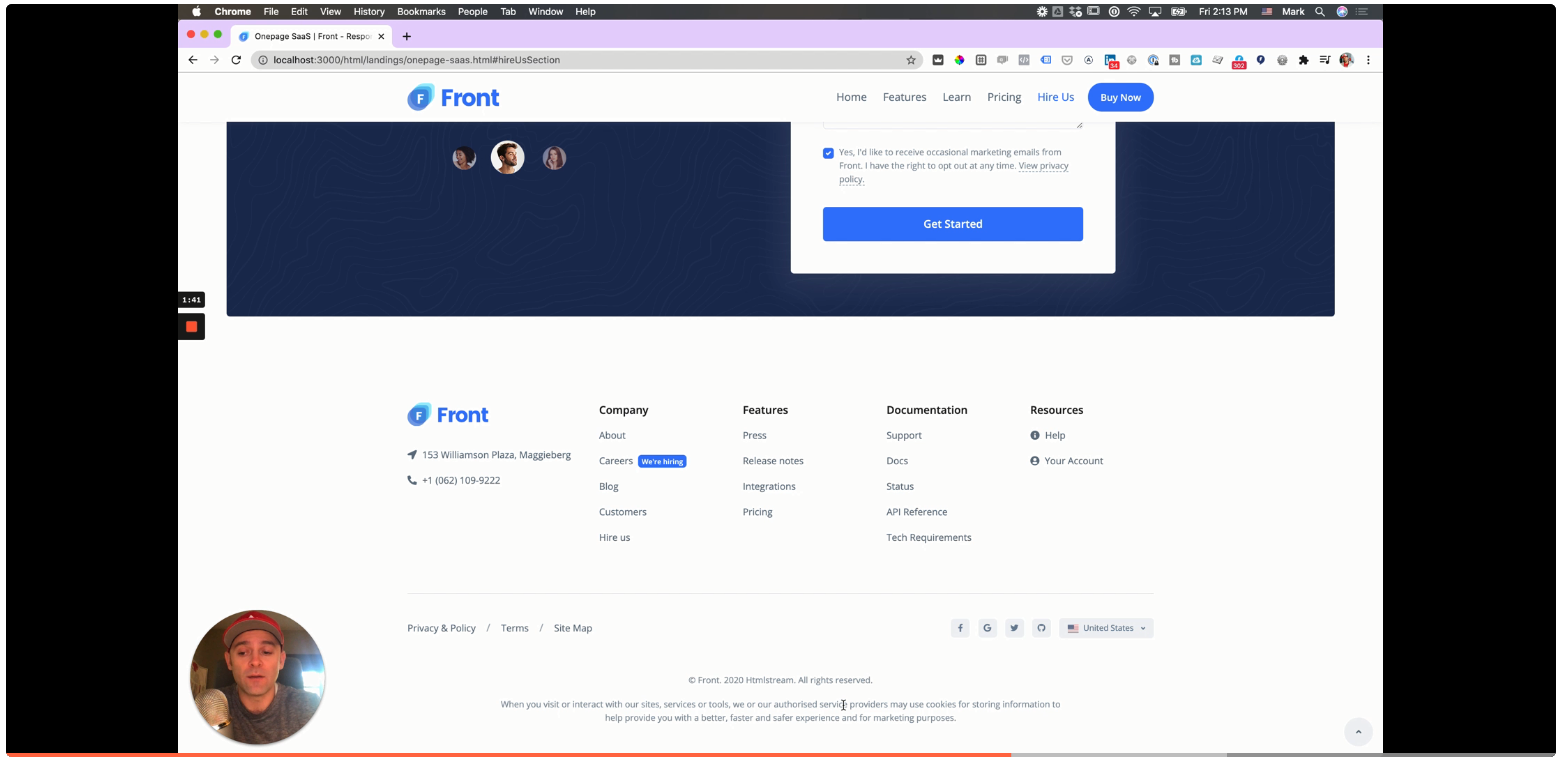 Chrome File Edit View History Bookmarks People Tab Window Help
Fri 2:13 PM Mark
Onepage SaaS | Front - Respo
localhost:3000/html/landings/onepage-saas.html#hireUsSection
34
302
Front
Home Features Learn Pricing Hire Us Buy Now
Yes, I'd like to receive occasional marketing emails from
Front. I have the right to opt out at any time. View privacy
policy.
Get Started
1:41
Front
153 Williamson Plaza, Maggieberg
+1 (062) 109-9222
Company
About
Careers We're hiring
Blog
Customers
Hire us
Features
Press
Release notes
Integrations
Pricing
Documentation
Support
Docs
Status
API Reference
Tech Requirements
Resources
Help
Your Account
Privacy & Policy / Terms / Site Map
United States
© Front. 2020 Htmlstream. All rights reserved.
When you visit or interact with our sites, services or tools, we or our authorised service providers may use cookies for storing information to
help provide you with a better, faster and safer experience and for marketing purposes.